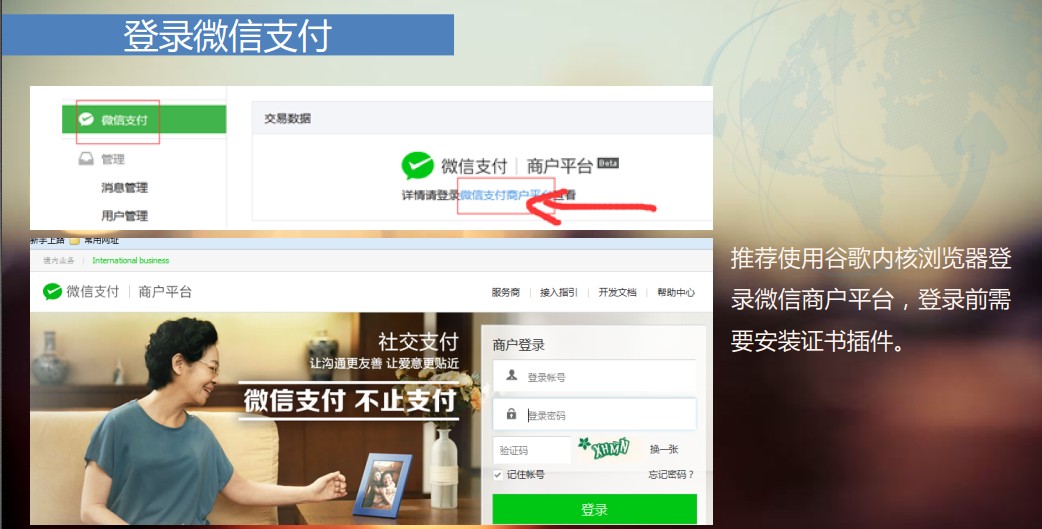 登录微信支付
微信支付
交易数据
管理
微信支付 | 商户平台 Beta
消息管理
详情请登录微信支付商户平台查看
用户管理
新手上路 常用网址
境外业务 | International business
微信支付 | 商户平台
服务商 | 接入指引 | 开发文档 | 帮助中心
推荐使用谷歌内核浏览器登
录微信商户平台，登录前需
要安装证书插件。
社交支付
让沟通更友善 让爱意更贴近
微信支付 不止支付
商户登录
登录帐号
登录密码
验证码 XHMN 换一张
记住帐号 忘记密码？
登录